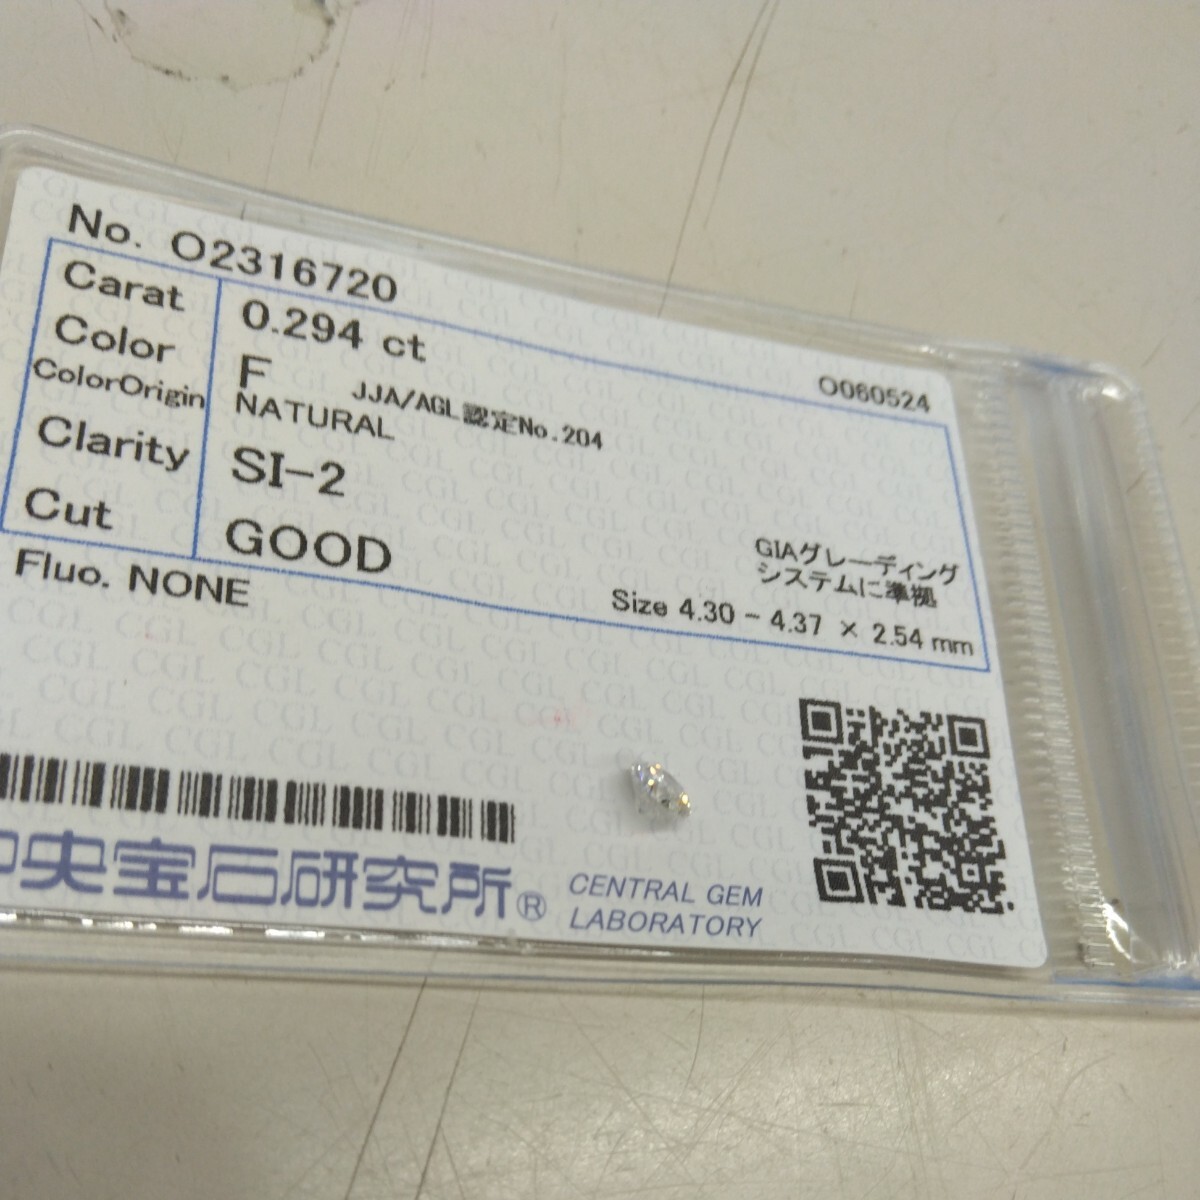 No. O2316720
Carat 0.294 ct
O060524
Color F
JJA/AGL認定No.204
ColorOrigin NATURAL
Clarity SI-2
Cut GOOD
GIAグレーディング
システムに準拠
Fluo. NONE
Size 4.30 - 4.37 × 2.54 mm
中央宝石研究所®
CENTRAL GEM
LABORATORY